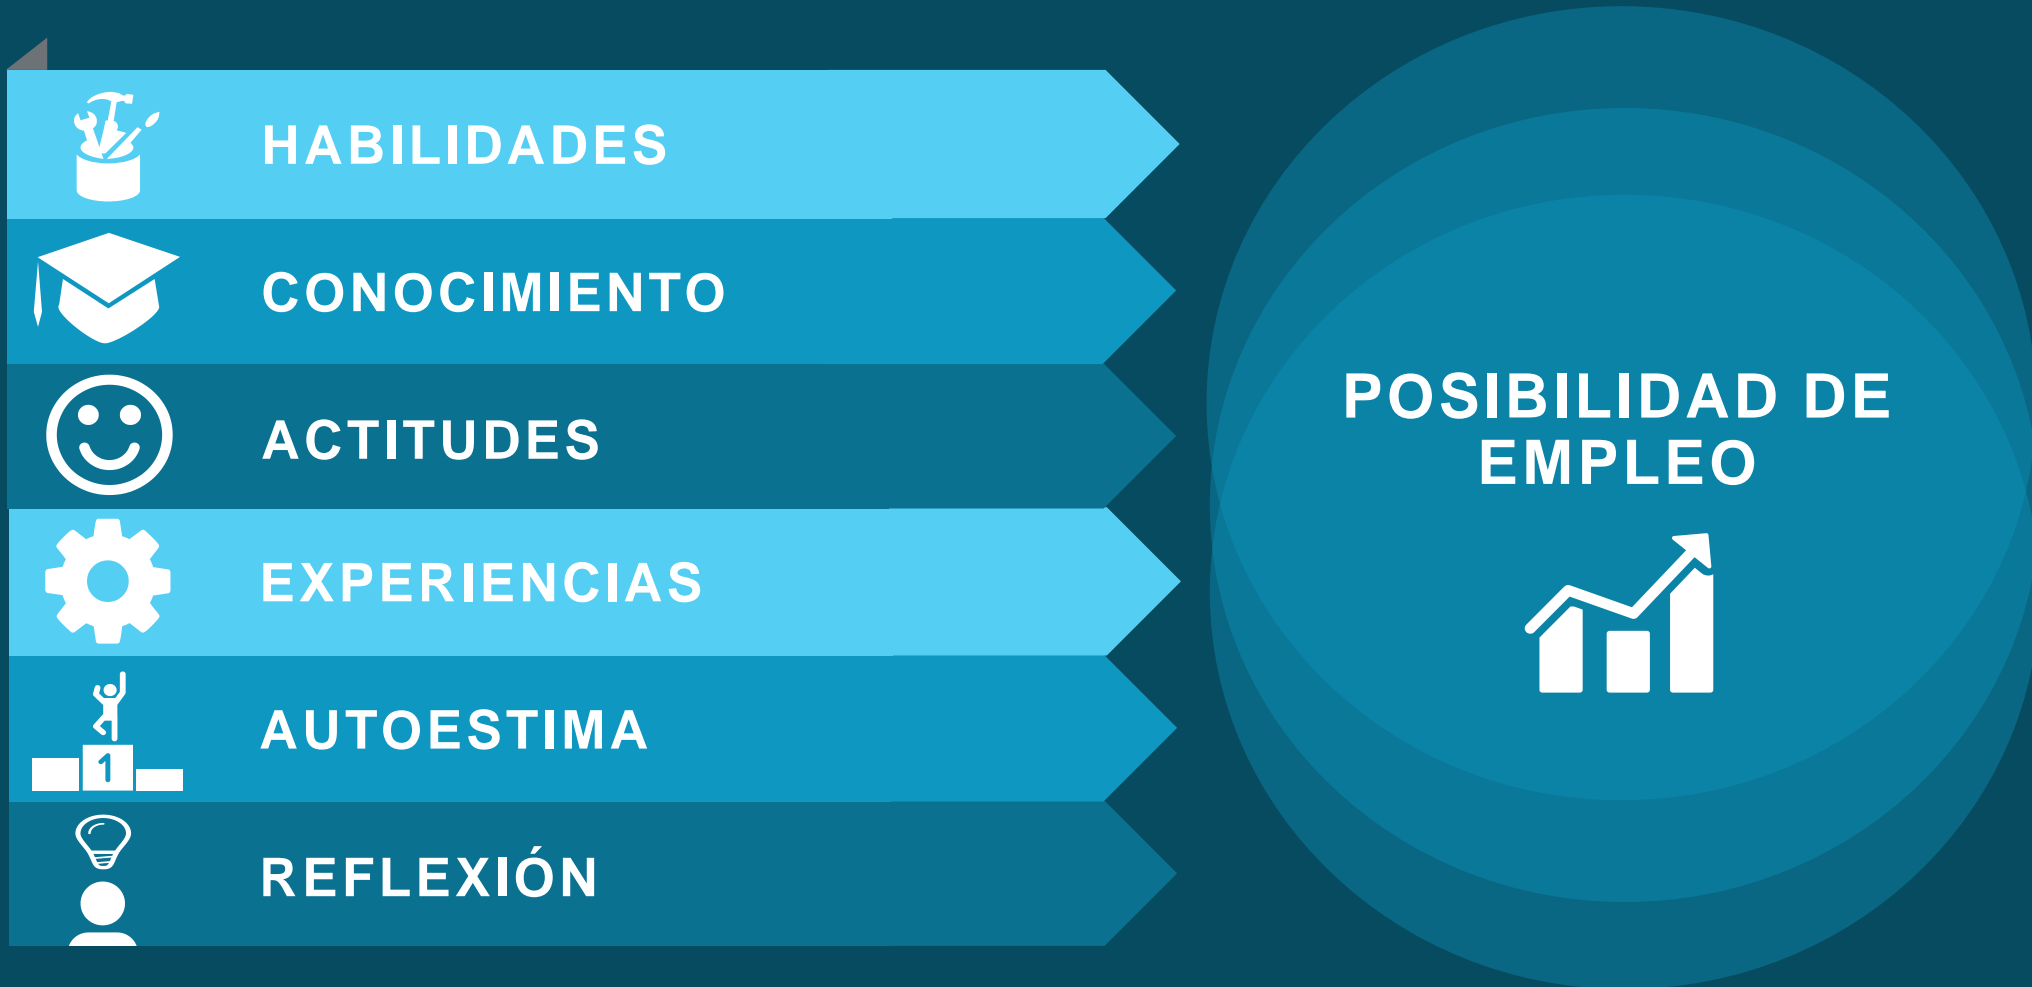 HABILIDADES
CONOCIMIENTO
ACTITUDES
EXPERIENCIAS
AUTOESTIMA
1
REFLEXIÓN
POSIBILIDAD DE
EMPLEO